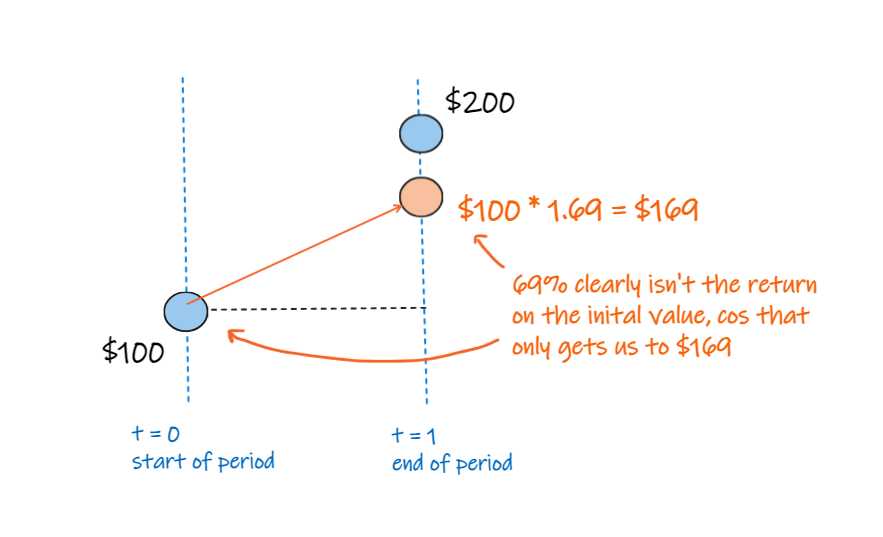 $200
$100 * 1.69 = $169
69% clearly isn't the return
on the inital value, cos that
only gets us to $169
$100
t = 0
start of period
t = 1
end of period